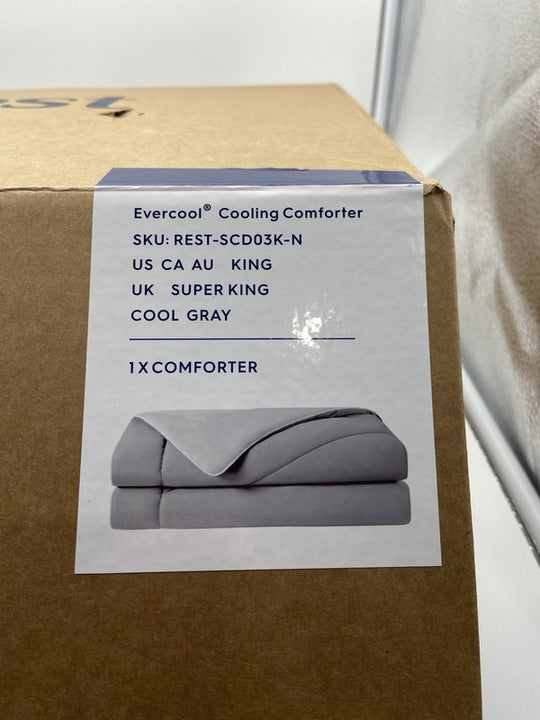 Evercool® Cooling Comforter
SKU: REST-SCD03K-N
US CA AU KING
UK SUPER KING
COOL GRAY
1 X COMFORTER